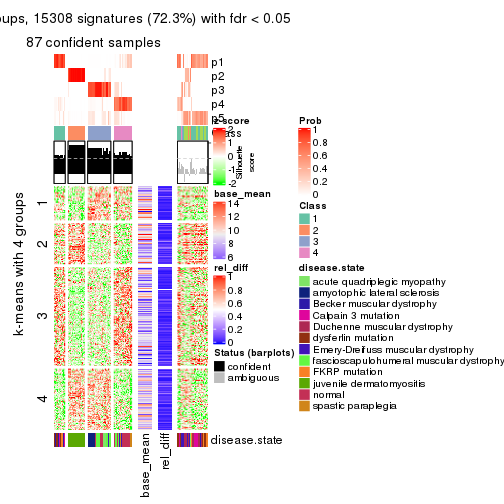 oups, 15308 signatures (72.3%) with fdr < 0.05
87 confident samples
p1
p2
p3
p4
p5
Class
Silhouette
score
z-score
2
1
0
-1
-2
base_mean
14
12
10
8
6
rel_diff
1
0.8
0.6
0.4
0.2
0
Status (barplots)
confident
ambiguous
Prob
1
0.8
0.6
0.4
0.2
0
Class
1
2
3
4
disease.state
acute quadriplegic myopathy
amyotophic lateral sclerosis
Becker muscular dystrophy
Calpain 3 mutation
Duchenne muscular dystrophy
dysferlin mutation
Emery-Dreifuss muscular dystrophy
fascioscapulohumeral muscular dystrophy
FKRP mutation
juvenile dermatomyositis
normal
spastic paraplegia
k-means with 4 groups
1
2
3
4
disease.state
base_mean
rel_diff